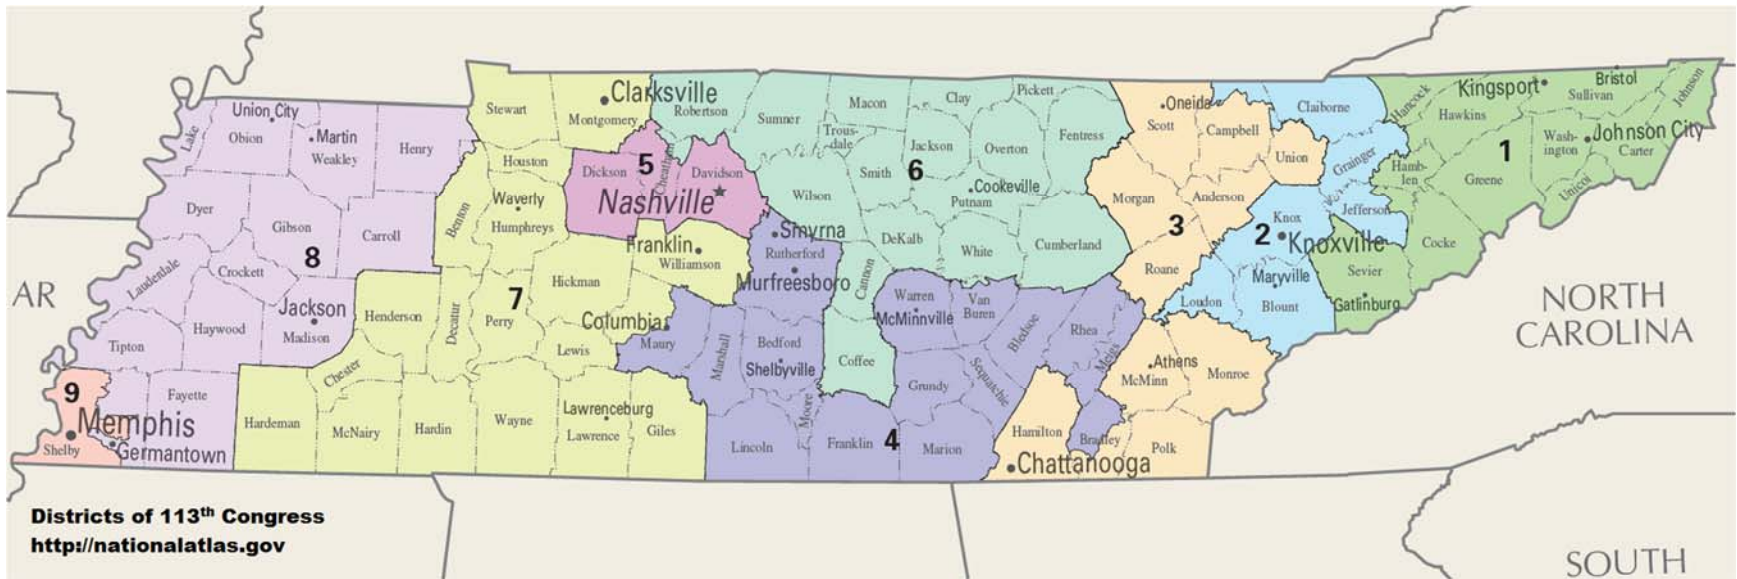 Clarksville
Stewart
Montgomery
Robertson
Sumner
Macon
Clay
Pickett
Trous-
dale
Jackson
Overton
Fentress
Smith
6
Cookeville
Putnam
Wilson
DeKalb
White
Cumberland
Cannon
Coffee
Oneida
Scott
Campbell
Claiborne
Union
Grainger
Hancock
Kingsport
Bristol
Sullivan
Johnson
Hawkins
Wash-
ington
Johnson City
Carter
1
Hamb-
len
Greene
Unicoi
Jefferson
Cocke
Sevier
Gatlinburg
Morgan
Anderson
3
Roane
Knox
2
Knoxville
Maryville
Blount
Loudon
Union City
Obion
Lake
Martin
Weakley
Henry
Dyer
Gibson
Carroll
8
Crockett
Lauderdale
Jackson
Madison
Haywood
Tipton
Fayette
9
Memphis
Shelby
Germantown
Houston
Waverly
Humphreys
Benton
Dickson
5
Cheatham
Davidson
Nashville
Franklin
Williamson
Hickman
7
Perry
Decatur
Henderson
Chester
Lewis
Columbia
Maury
Hardeman
McNairy
Hardin
Wayne
Lawrenceburg
Lawrence
Giles
Smyrna
Rutherford
Murfreesboro
Marshall
Bedford
Shelbyville
Moore
Lincoln
Franklin
4
Marion
Grundy
Warren
McMinnville
Van
Buren
Bledsoe
Sequatchie
Rhea
Meigs
Athens
McMinn
Monroe
Hamilton
Bradley
Polk
Chattanooga
AR
NORTH
CAROLINA
SOUTH
Districts of 113th Congress
http://nationalatlas.gov